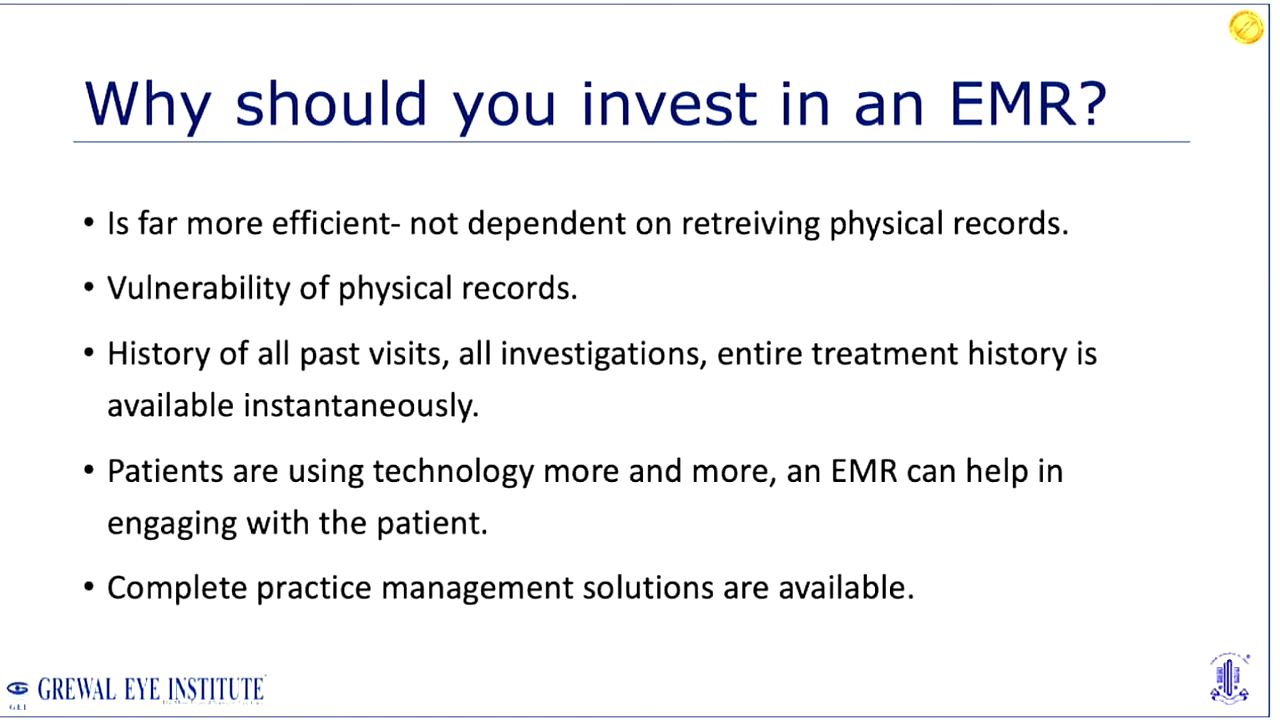 Why should you invest in an EMR?
• Is far more efficient- not dependent on retreiving physical records.
• Vulnerability of physical records.
• History of all past visits, all investigations, entire treatment history is
available instantaneously.
• Patients are using technology more and more, an EMR can help in
engaging with the patient.
• Complete practice management solutions are available.
GREWAL EYE INSTITUTE
GEI